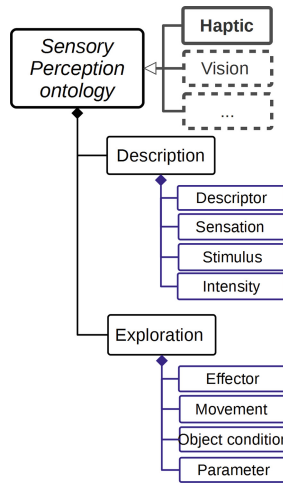 Sensory
Perception
ontology
Haptic
Vision
...
Description
Descriptor
Sensation
Stimulus
Intensity
Exploration
Effector
Movement
Object condition
Parameter